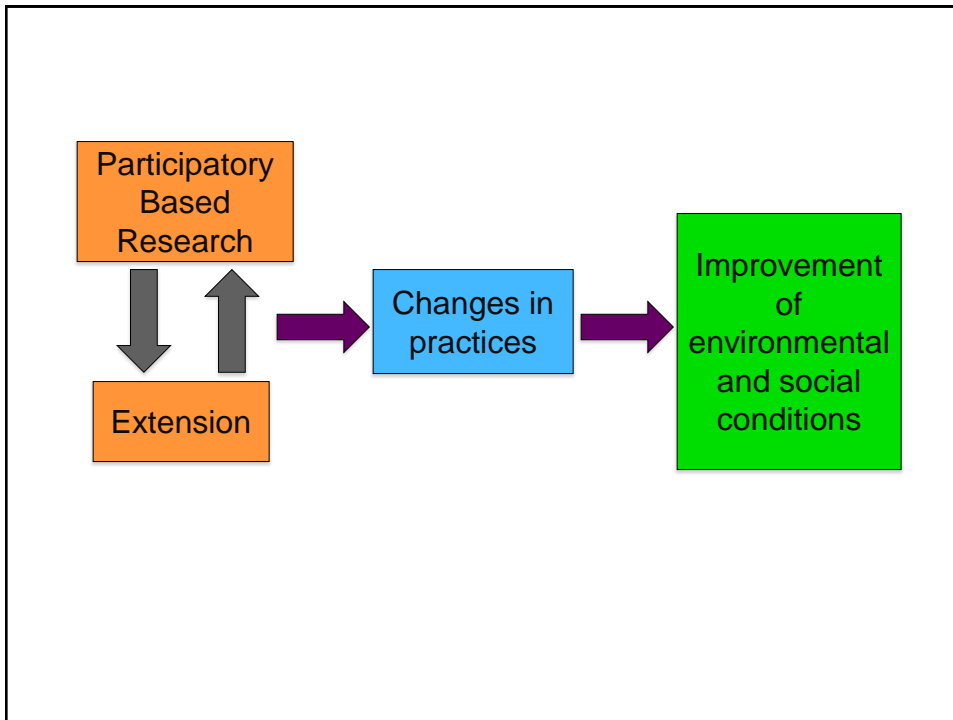 Participatory
Based
Research
Extension
Changes in
practices
Improvement
of
environmental
and social
conditions